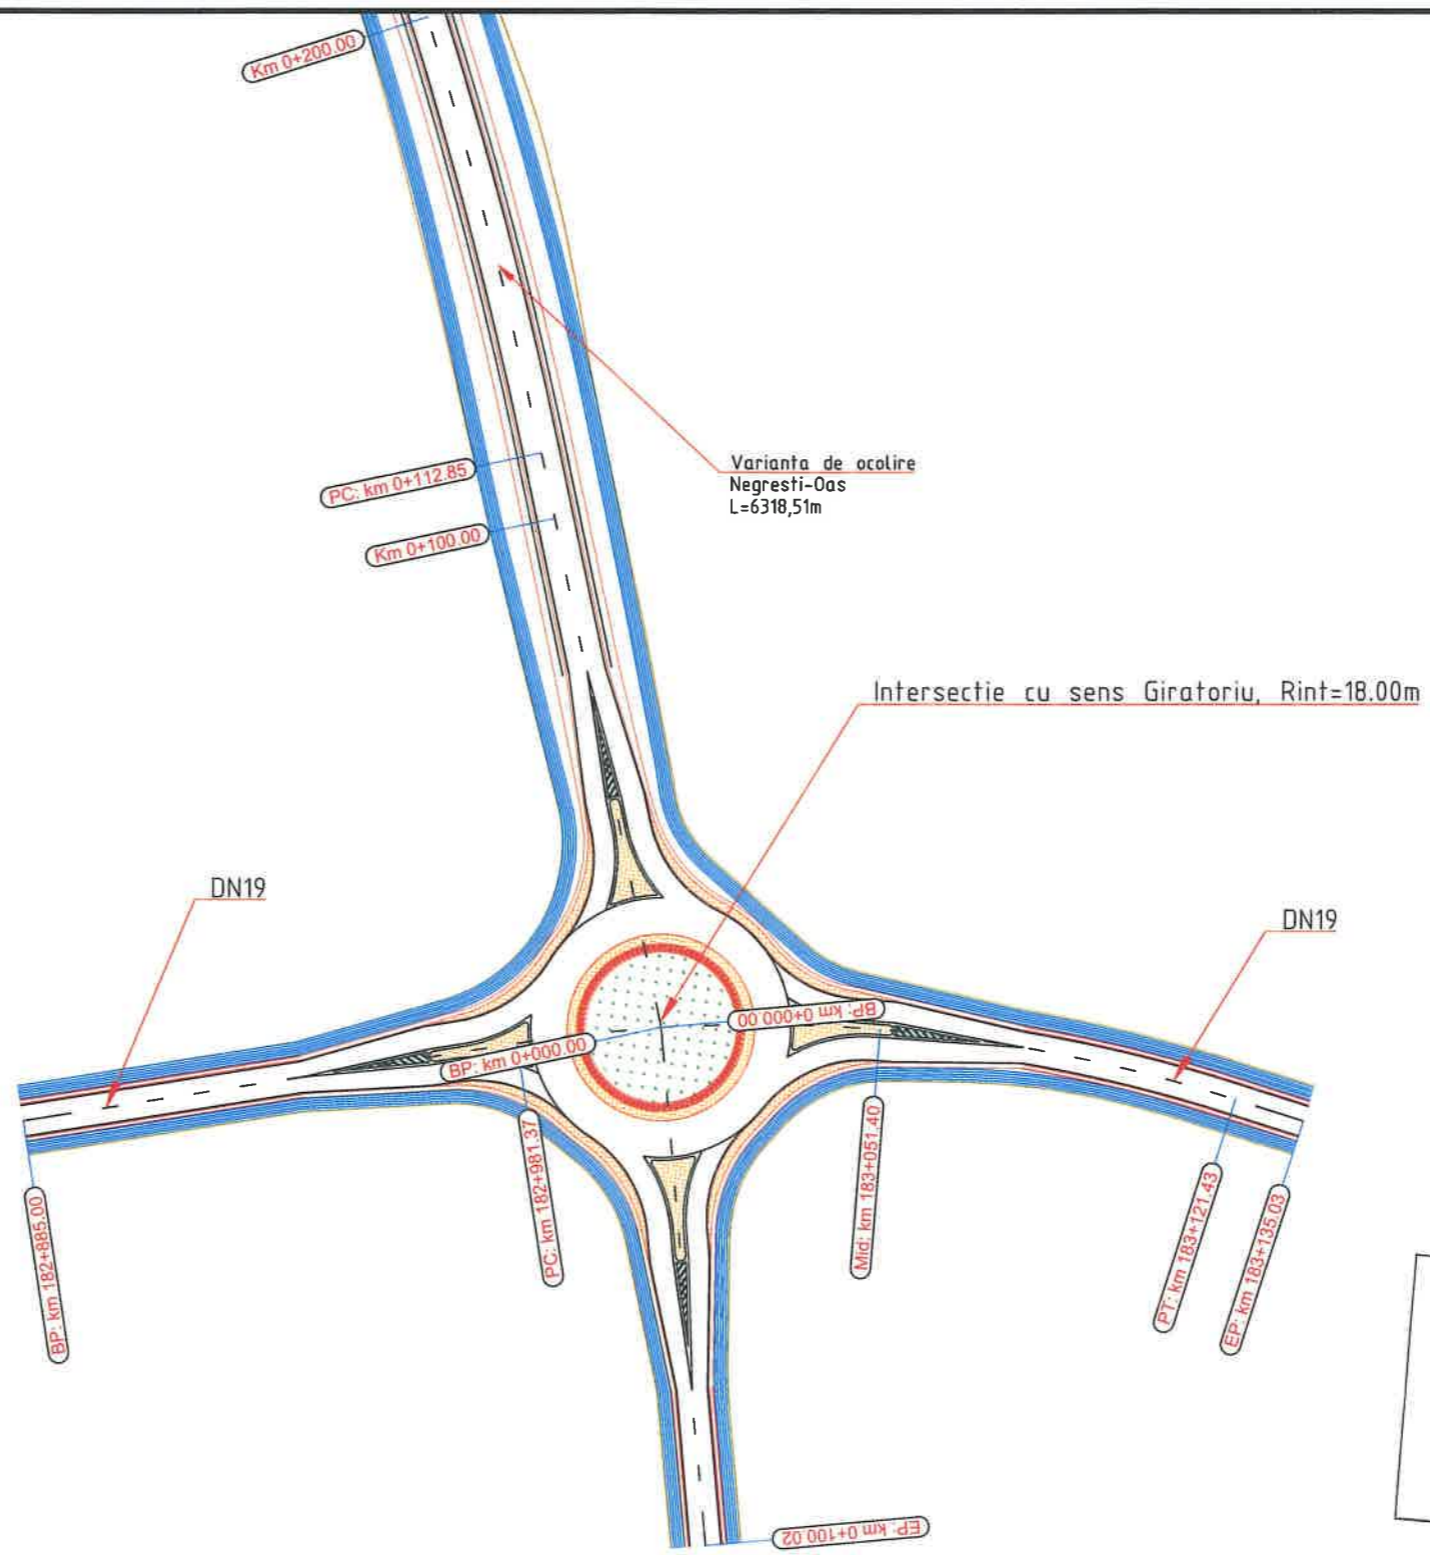 Km 0+200.00
Varianta de ocolire
Negresti-Oas
L=6318,51m
PC: km 0+112.85
Km 0+100.00
Intersectie cu sens Giratoriu, Rint=18.00m
DN19
DN19
BP: km 0+000.00
BP: km 0+000.00
BP: km 182+885.00
PC: km 182+981.37
Mid: km 183+051.40
PT: km 183+121.43
EP: km 183+135.03
EP: km 0+100.02